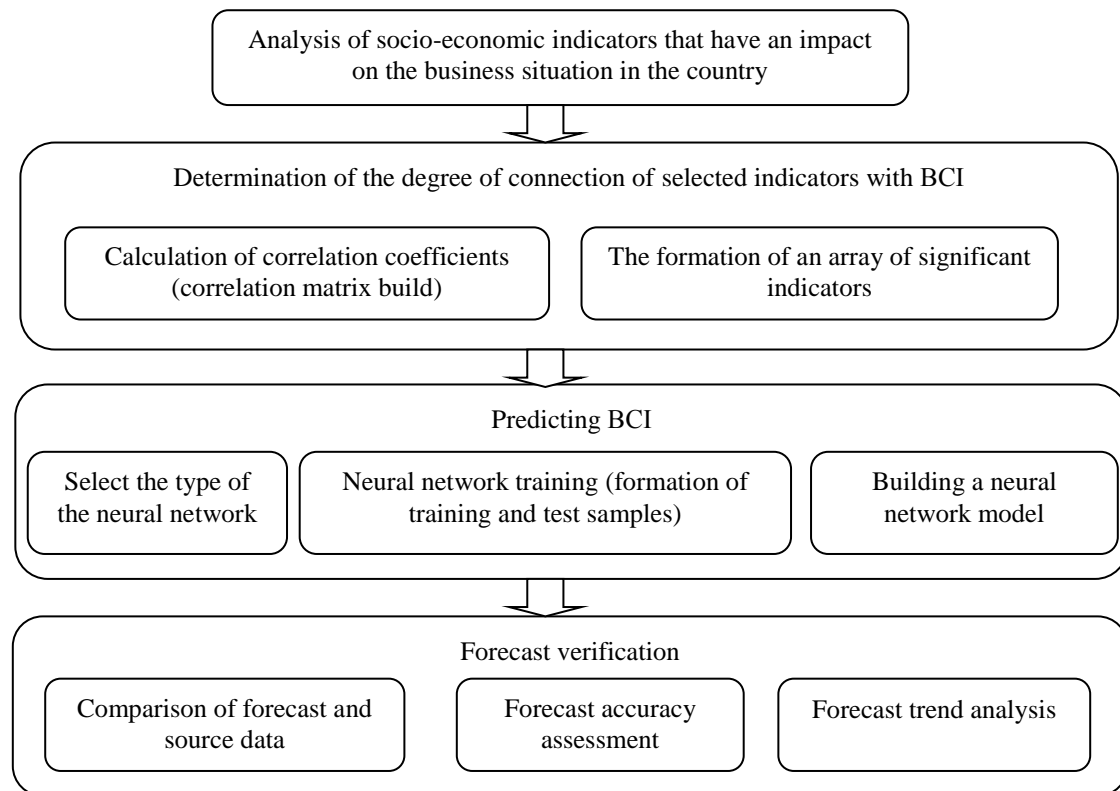 Analysis of socio-economic indicators that have an impact
on the business situation in the country
Determination of the degree of connection of selected indicators with BCI
Calculation of correlation coefficients
(correlation matrix build)
The formation of an array of significant
indicators
Predicting BCI
Select the type of
the neural network
Neural network training (formation of
training and test samples)
Building a neural
network model
Forecast verification
Comparison of forecast and
source data
Forecast accuracy
assessment
Forecast trend analysis